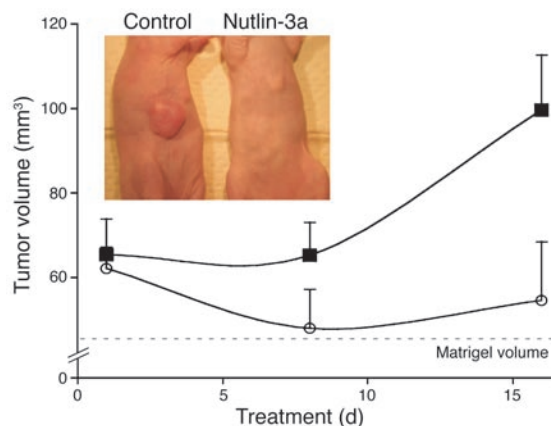 Control Nutlin-3a
Tumor volume (mm³)
120
100
80
60
0
Matrigel volume
0 5 10 15
Treatment (d)